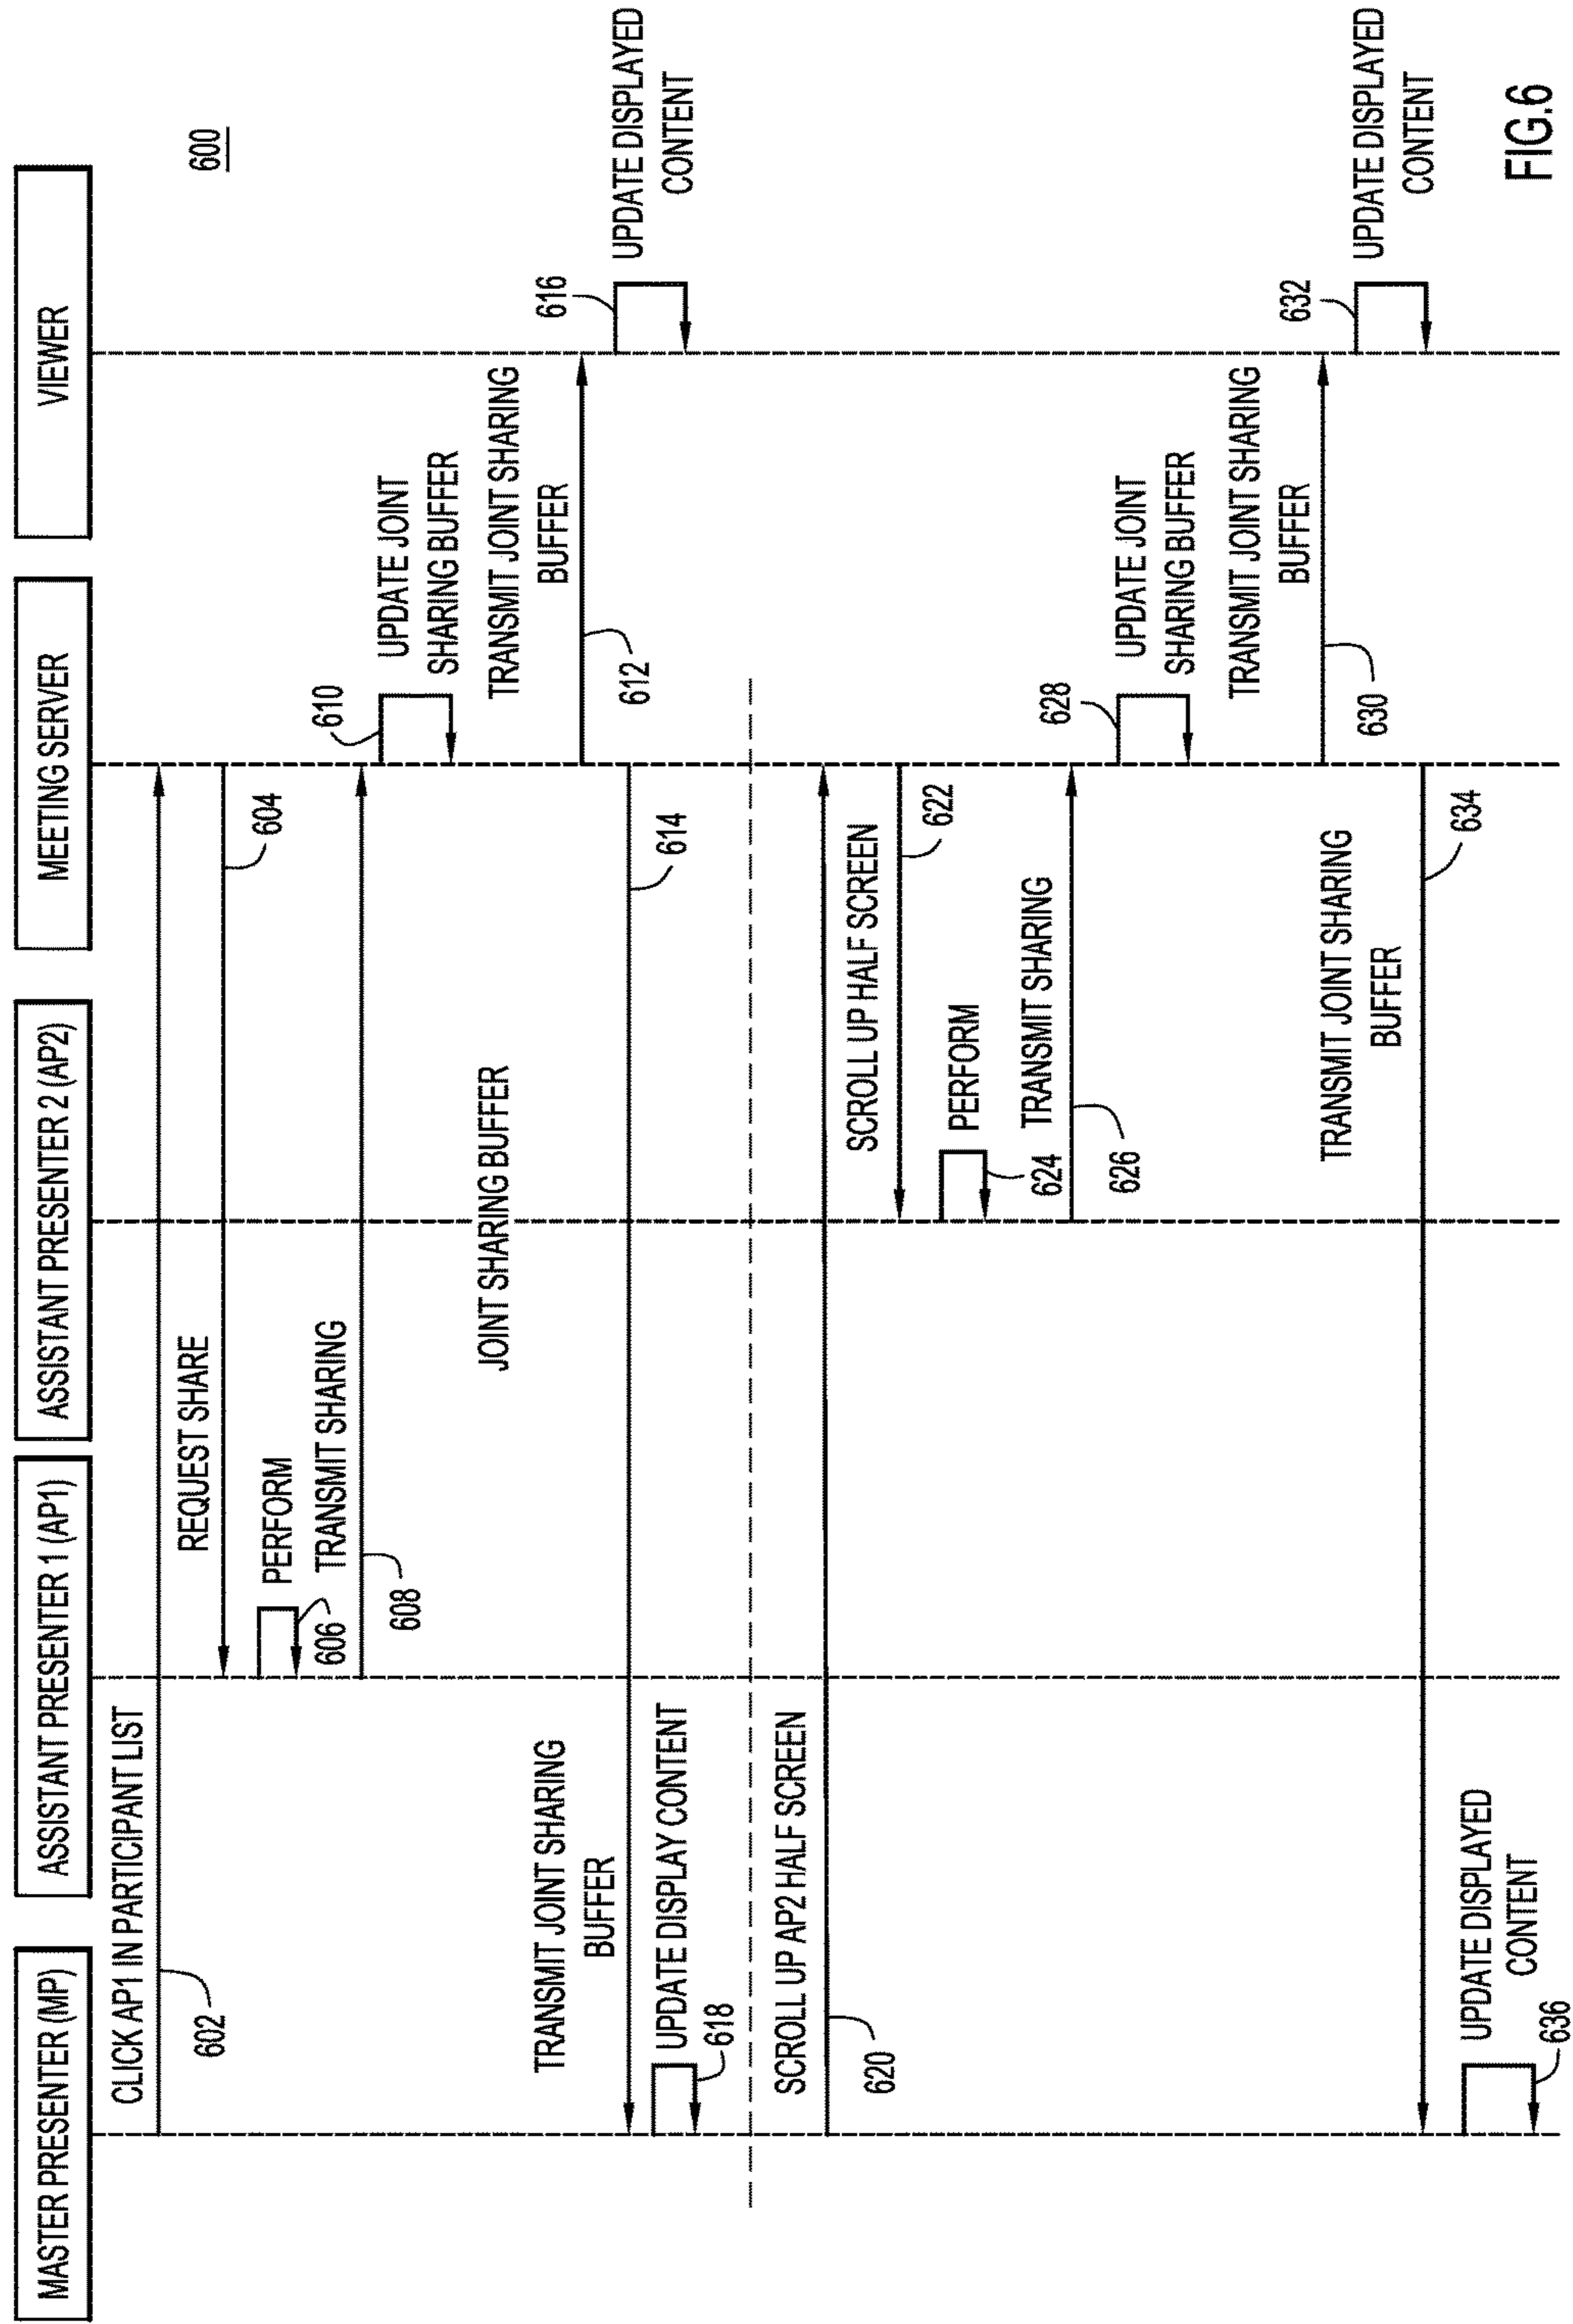 600
MASTER PRESENTER (MP)
ASSISTANT PRESENTER 1 (AP1)
ASSISTANT PRESENTER 2 (AP2)
MEETING SERVER
VIEWER
CLICK AP1 IN PARTICIPANT LIST
602
REQUEST SHARE
604
PERFORM
606
TRANSMIT SHARING
608
610
UPDATE JOINT
SHARING BUFFER
JOINT SHARING BUFFER
TRANSMIT JOINT SHARING
BUFFER
612
TRANSMIT JOINT SHARING
BUFFER
614
616
UPDATE DISPLAYED
CONTENT
UPDATE DISPLAY CONTENT
618
SCROLL UP AP2 HALF SCREEN
620
SCROLL UP HALF SCREEN
622
PERFORM
624
TRANSMIT SHARING
626
628
UPDATE JOINT
SHARING BUFFER
TRANSMIT JOINT SHARING
BUFFER
630
632
UPDATE DISPLAYED
CONTENT
TRANSMIT JOINT SHARING
BUFFER
634
UPDATE DISPLAYED
CONTENT
636
FIG.6